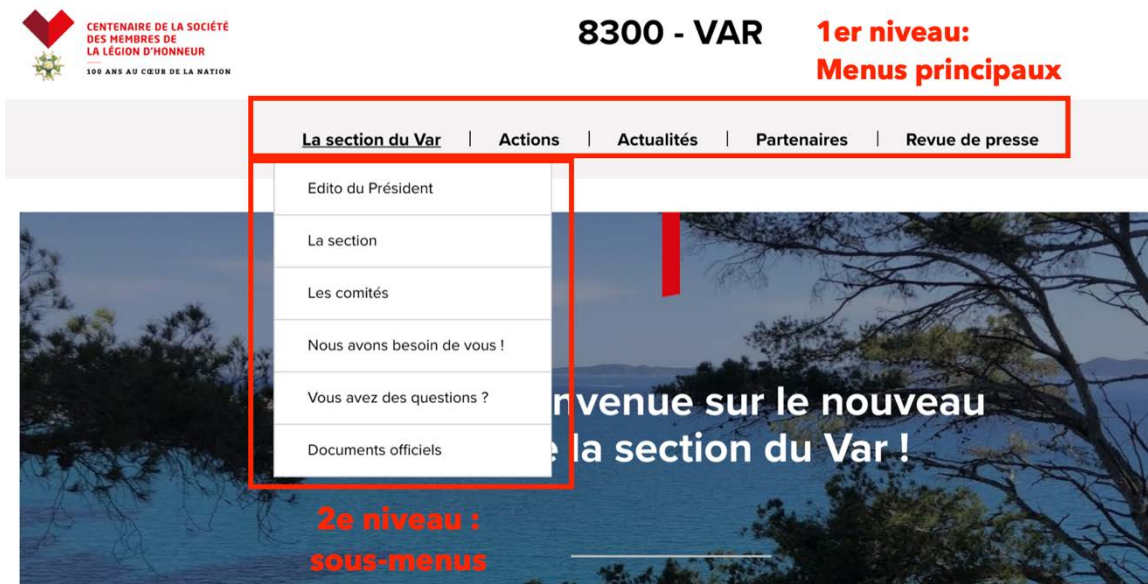 CENTENAIRE DE LA SOCIÉTÉ
DES MEMBRES DE
LA LÉGION D'HONNEUR
100 ANS AU CŒUR DE LA NATION
8300 - VAR
1er niveau:
Menus principaux
La section du Var | Actions | Actualités | Partenaires | Revue de presse
Edito du Président
La section
Les comités
Nous avons besoin de vous !
Vous avez des questions ?
Documents officiels
sur le nouveau
la section du Var !
2e niveau :
sous-menus